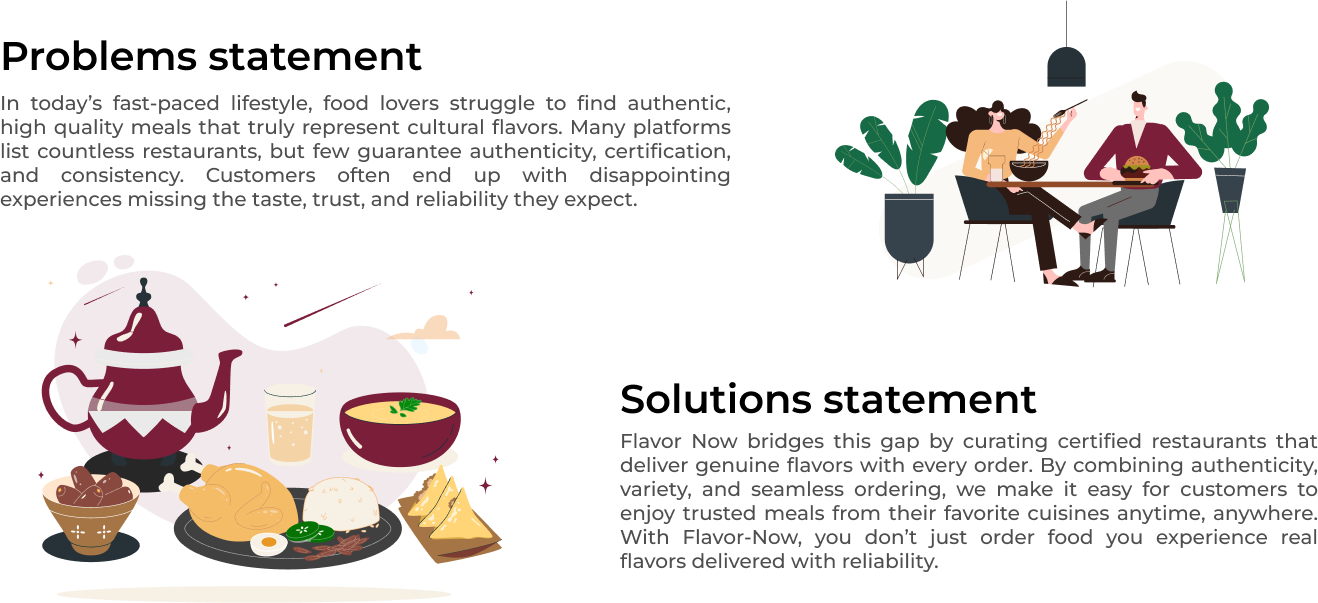 Problems statement
In today’s fast-paced lifestyle, food lovers struggle to find authentic,
high quality meals that truly represent cultural flavors. Many platforms
list countless restaurants, but few guarantee authenticity, certification,
and consistency. Customers often end up with disappointing
experiences missing the taste, trust, and reliability they expect.
Solutions statement
Flavor Now bridges this gap by curating certified restaurants that
deliver genuine flavors with every order. By combining authenticity,
variety, and seamless ordering, we make it easy for customers to
enjoy trusted meals from their favorite cuisines anytime, anywhere.
With Flavor-Now, you don’t just order food you experience real
flavors delivered with reliability.